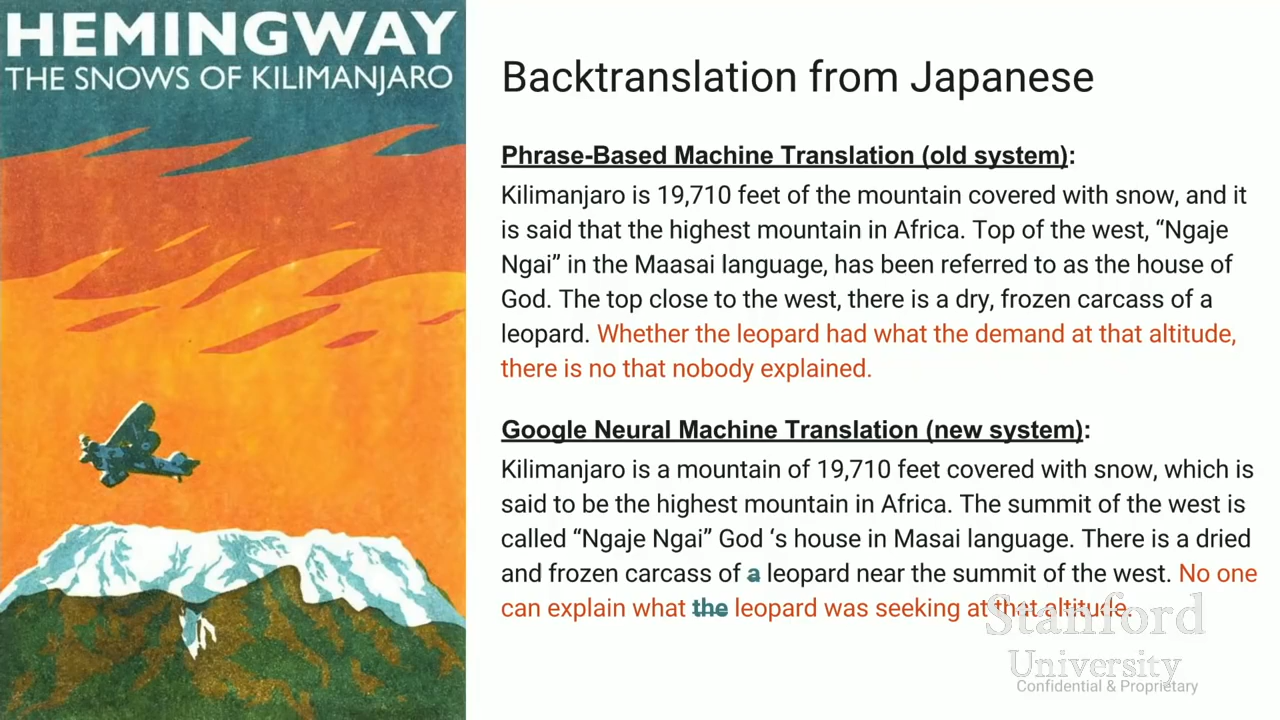 HEMINGWAY
THE SNOWS OF KILIMANJARO
Backtranslation from Japanese
Phrase-Based Machine Translation (old system):
Kilimanjaro is 19,710 feet of the mountain covered with snow, and it
is said that the highest mountain in Africa. Top of the west, “Ngaje
Ngai” in the Maasai language, has been referred to as the house of
God. The top close to the west, there is a dry, frozen carcass of a
leopard. Whether the leopard had what the demand at that altitude,
there is no that nobody explained.
Google Neural Machine Translation (new system):
Kilimanjaro is a mountain of 19,710 feet covered with snow, which is
said to be the highest mountain in Africa. The summit of the west is
called “Ngaje Ngai” God ‘s house in Masai language. There is a dried
and frozen carcass of a leopard near the summit of the west. No one
can explain what the leopard was seeking at that altitude.
Stanford
University
Confidential & Proprietary